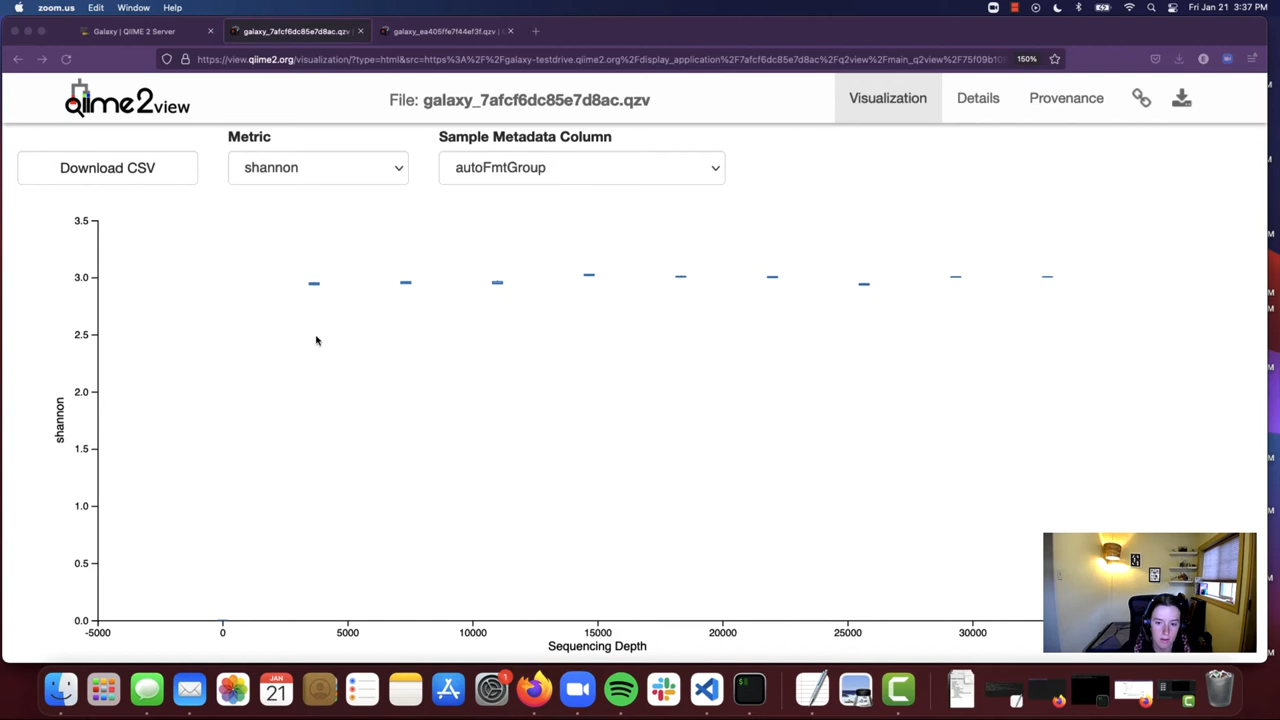 zoom.us Window Help Fri Jan 21 3:37 PM
Galaxy | QIIME 2 Server galaxy_7afcf6dc85e7d8ac.qzv galaxy_ea405ffe7f44ef3f.qzv
150%
qiime2view File: galaxy_7afcf6dc85e7d8ac.qzv Visualization Details Provenance
Metric Sample Metadata Column
Download CSV shannon autoFmtGroup
3.5
3.0
2.5
2.0
shannon
1.5
1.0
0.5
0.0
-5000 0 5000 10000 15000 20000 25000 30000
Sequencing Depth
JAN
21
1